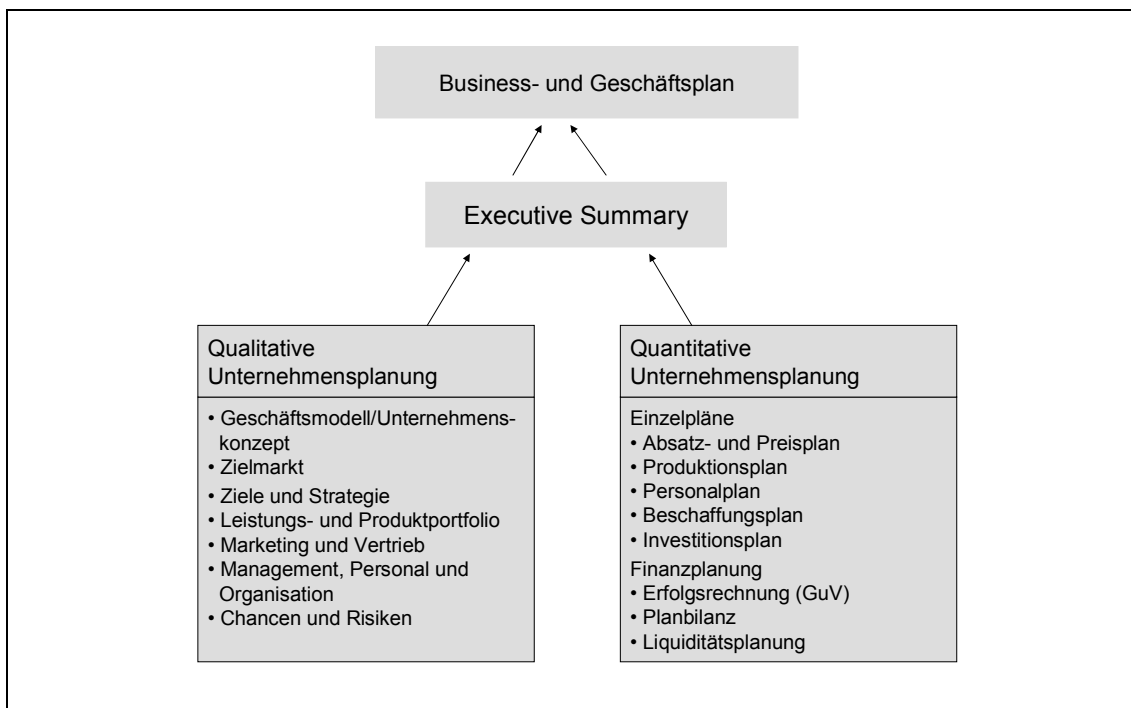 Business- und Geschäftsplan
Executive Summary
Qualitative
Unternehmensplanung
• Geschäftsmodell/Unternehmens-
konzept
• Zielmarkt
• Ziele und Strategie
• Leistungs- und Produktportfolio
• Marketing und Vertrieb
• Management, Personal und
Organisation
• Chancen und Risiken
Quantitative
Unternehmensplanung
Einzelpläne
• Absatz- und Preisplan
• Produktionsplan
• Personalplan
• Beschaffungsplan
• Investitionsplan
Finanzplanung
• Erfolgsrechnung (GuV)
• Planbilanz
• Liquiditätsplanung